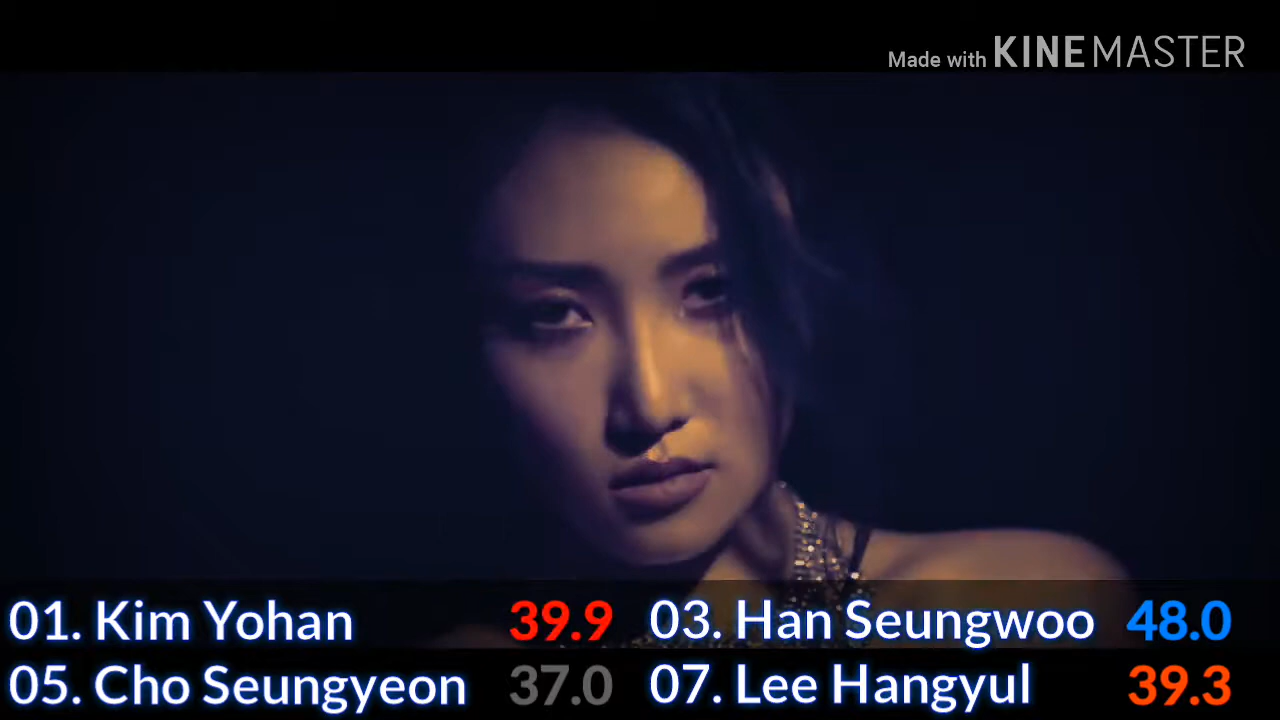 Made with KINEMASTER
01. Kim Yohan 39.9 03. Han Seungwoo 48.0
05. Cho Seungyeon 37.0 07. Lee Hangyul 39.3